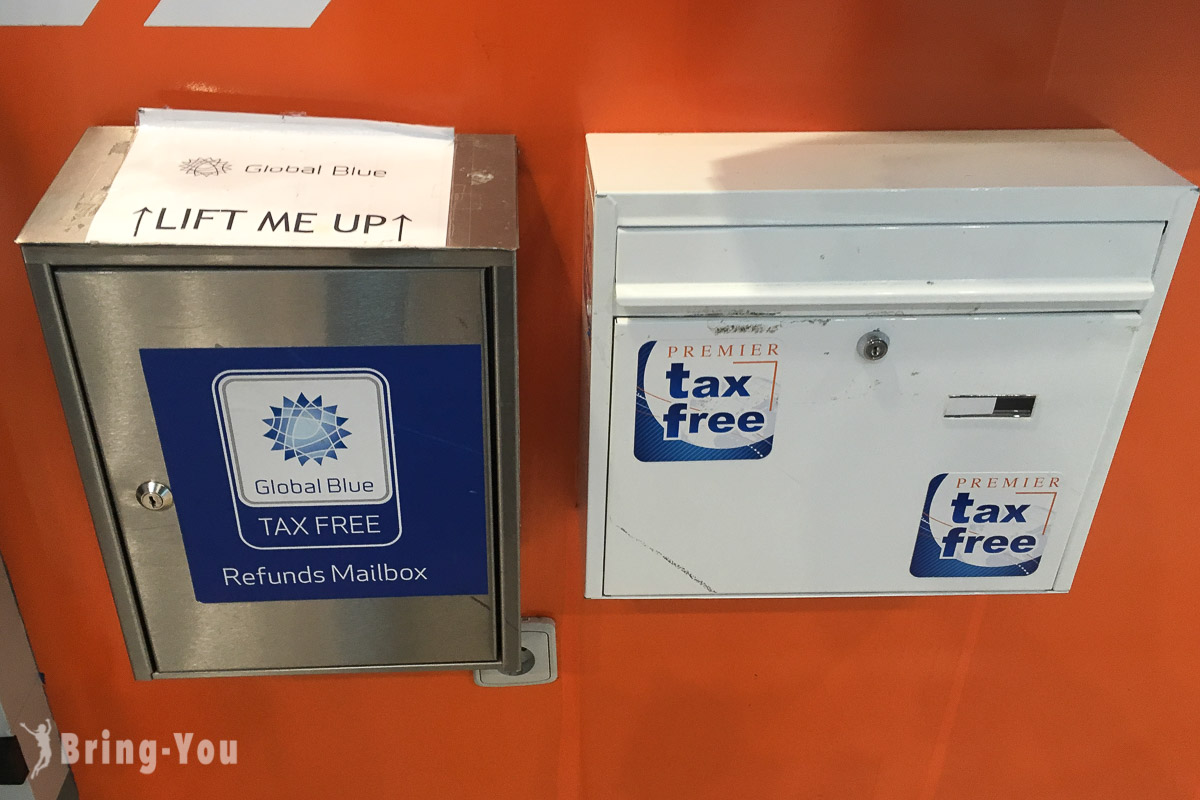 Global Blue
↑LIFT ME UP↑
Global Blue
TAX FREE
Refunds Mailbox
PREMIER
tax
free
PREMIER
tax
free
Bring-You